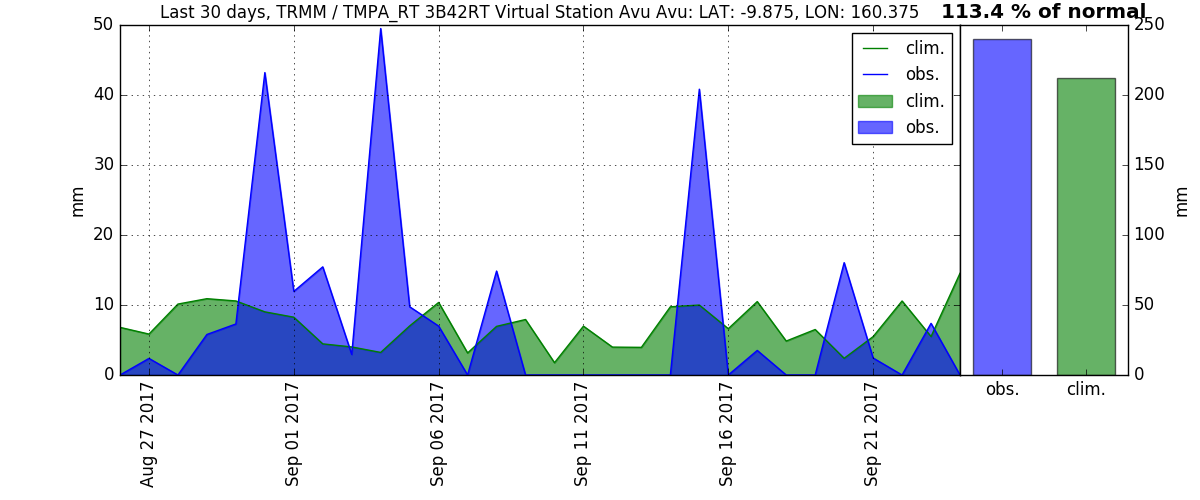 Last 30 days, TRMM / TMPA_RT 3B42RT Virtual Station Avu Avu: LAT: -9.875, LON: 160.375
113.4 % of normal
50
40
30
20
10
0
mm
clim.
obs.
clim.
obs.
250
200
150
100
50
0
mm
obs.
clim.
Aug 27 2017
Sep 01 2017
Sep 06 2017
Sep 11 2017
Sep 16 2017
Sep 21 2017